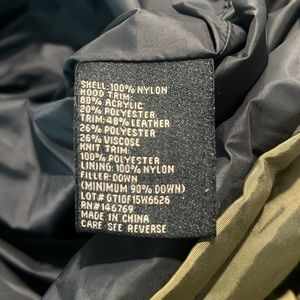 SHELL: 100% NYLON
HOOD TRIM:
80% ACRYLIC
20% POLYESTER
TRIM: 48% LEATHER
26% POLYESTER
26% VISCOSE
KNIT TRIM:
100% POLYESTER
LINING: 100% NYLON
FILLER DOWN
(MINIMUM 90% DOWN)
LOT# GTIOF15W6626
RN#146769
MADE IN CHINA
CARE SEE REVERSE